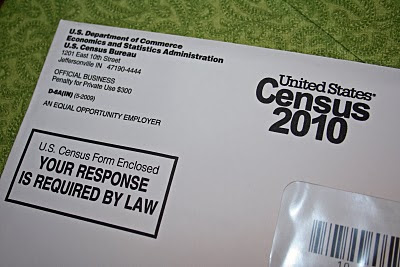 U.S. Department of Commerce
Economics and Statistics Administration
U.S. Census Bureau
1201 East 10th Street
Jeffersonville IN 47190-4444
OFFICIAL BUSINESS
Penalty for Private Use $300
D-6A(IN) (5-2009)
AN EQUAL OPPORTUNITY EMPLOYER
United States®
Census
2010
U.S. Census Form Enclosed
YOUR RESPONSE
IS REQUIRED BY LAW
10